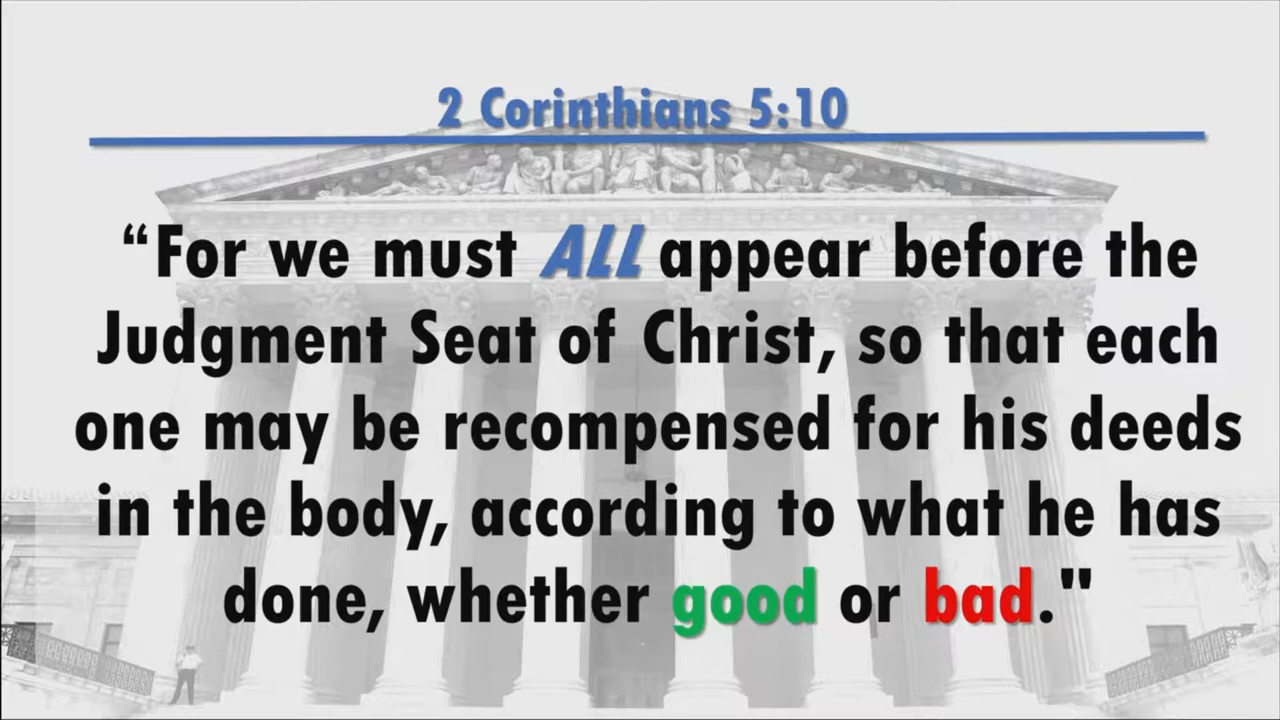 2 Corinthians 5:10
“For we must ALL appear before the
Judgment Seat of Christ, so that each
one may be recompensed for his deeds
in the body, according to what he has
done, whether good or bad."